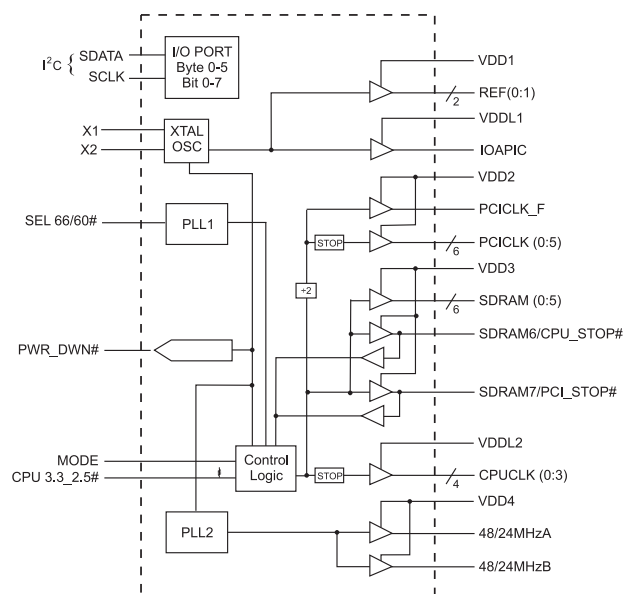 I²C { SDATA
SCLK
I/O PORT
Byte 0-5
Bit 0-7
VDD1
REF(0:1)
2
X1
X2
XTAL
OSC
VDDL1
IOAPIC
VDD2
SEL 66/60#
PLL1
PCICLK_F
STOP
PCICLK (0:5)
6
÷2
VDD3
SDRAM (0:5)
6
SDRAM6/CPU_STOP#
PWR_DWN#
SDRAM7/PCI_STOP#
VDDL2
MODE
CPU 3.3_2.5#
Control
Logic
STOP
CPUCLK (0:3)
4
VDD4
PLL2
48/24MHzA
48/24MHzB